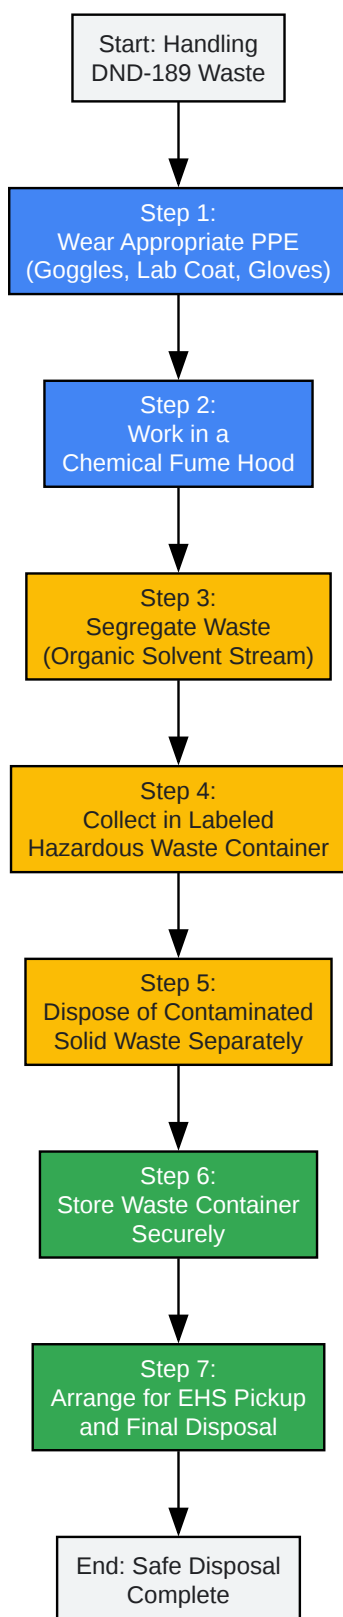 Start: Handling
DND-189 Waste
Step 1:
Wear Appropriate PPE
(Goggles, Lab Coat, Gloves)
Step 2:
Work in a
Chemical Fume Hood
Step 3:
Segregate Waste
(Organic Solvent Stream)
Step 4:
Collect in Labeled
Hazardous Waste Container
Step 5:
Dispose of Contaminated
Solid Waste Separately
Step 6:
Store Waste Container
Securely
Step 7:
Arrange for EHS Pickup
and Final Disposal
End: Safe Disposal
Complete